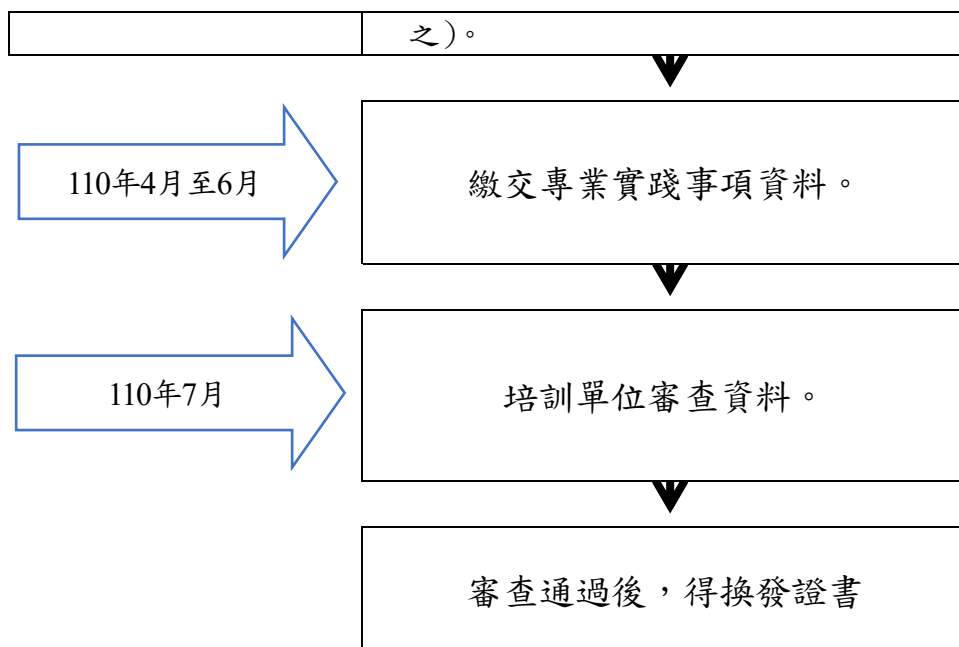 之)。
110年4月至6月
繳交專業實踐事項資料。
110年7月
培訓單位審查資料。
審查通過後，得換發證書